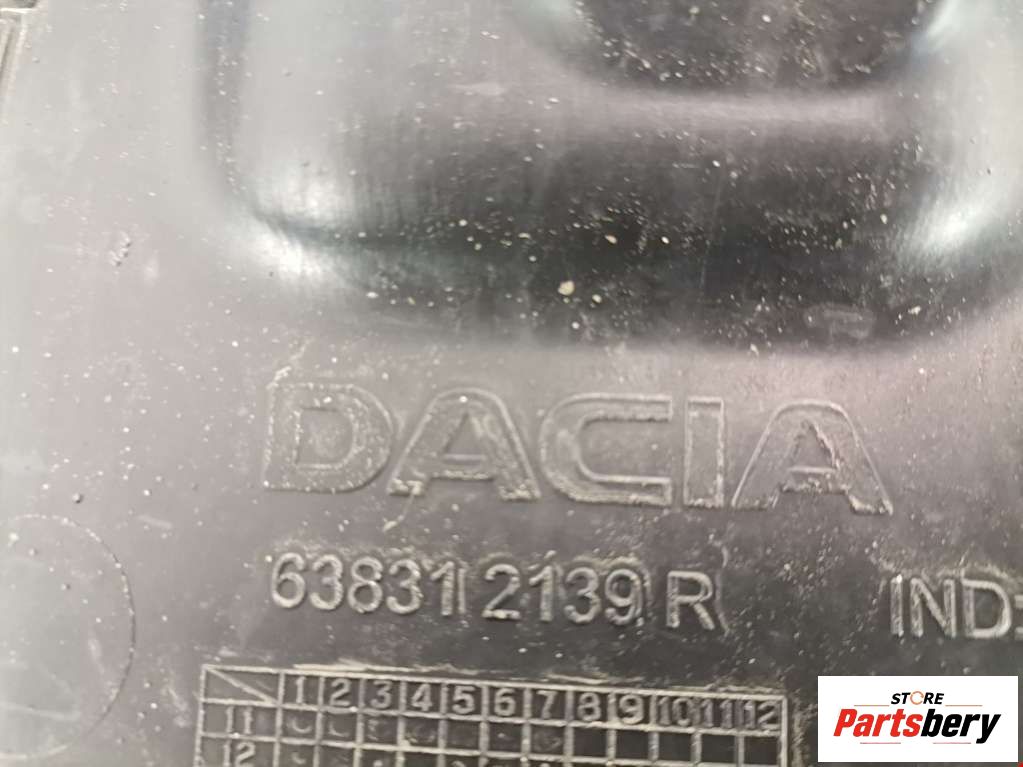 DACIA
638312139R IND:
1 2 3 4 5 6 7 8 9 10 11 12
11
12
STORE
Partsbery